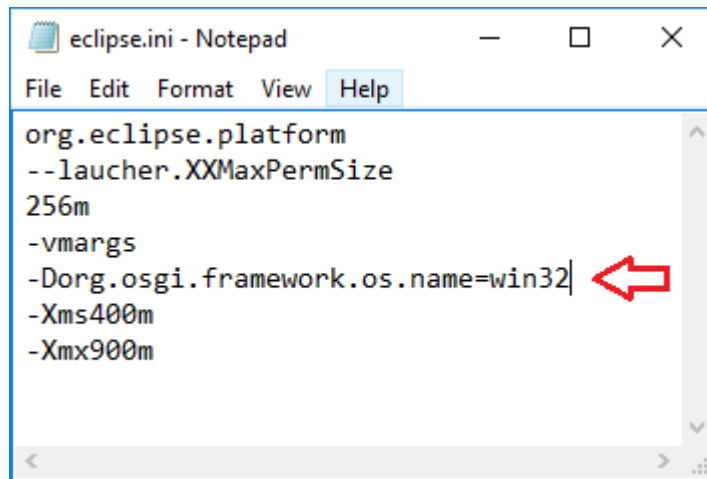 eclipse.ini - Notepad
File Edit Format View Help
org.eclipse.platform
--laucher.XXMaxPermSize
256m
-vmargs
-Dorg.osgi.framework.os.name=win32
-Xms400m
-Xmx900m